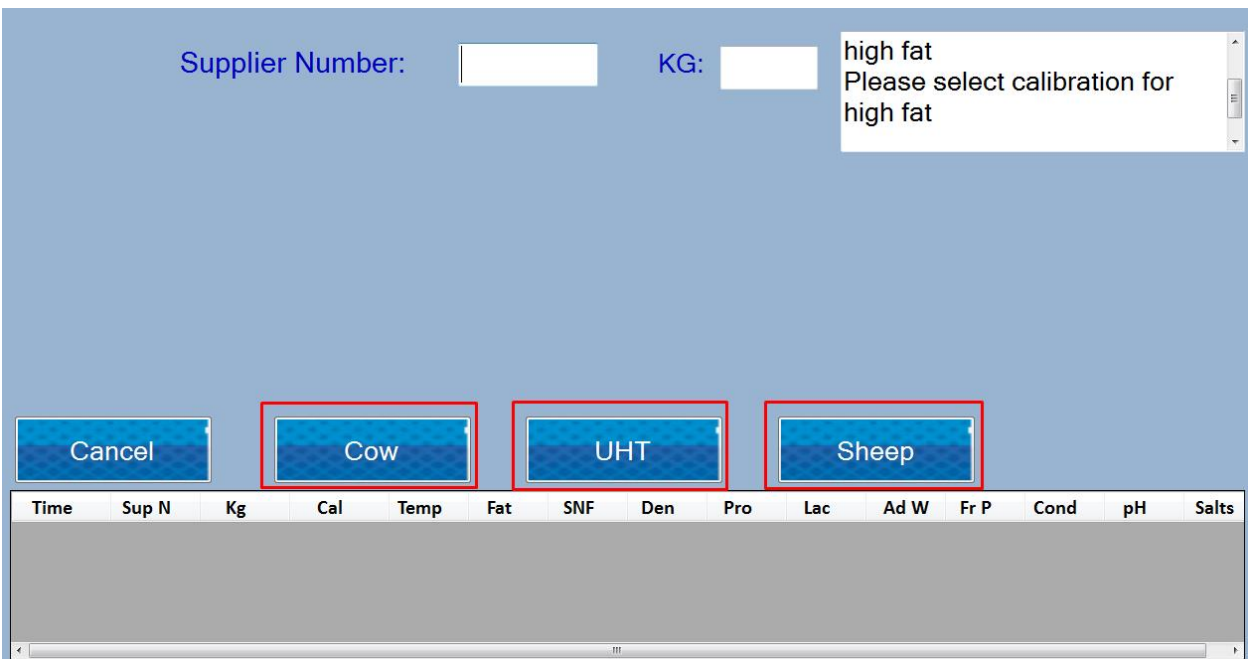 Supplier Number: KG:
high fat
Please select calibration for
high fat
Cancel Cow UHT Sheep
Time Sup N Kg Cal Temp Fat SNF Den Pro Lac Ad W Fr P Cond pH Salts